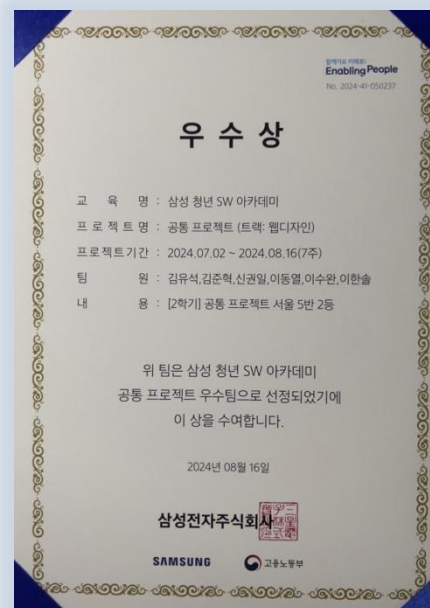 함께가요 미래로!
Enabling People
No. 2024-41-050237
우수상
교 육 명 : 삼성 청년 SW 아카데미
프 로 젝 트 명 : 공통 프로젝트 (트랙: 웹디자인)
프로젝트기간 : 2024.07.02 ~ 2024.08.16(7주)
팀 원 : 김유석,김준혁,신권일,이동열,이수완,이한솔
내 용 : [2학기] 공통 프로젝트 서울 5반 2등
위 팀은 삼성 청년 SW 아카데미
공통 프로젝트 우수팀으로 선정되었기에
이 상을 수여합니다.
2024년 08월 16일
삼성전자주식회사
SAMSUNG
고용노동부